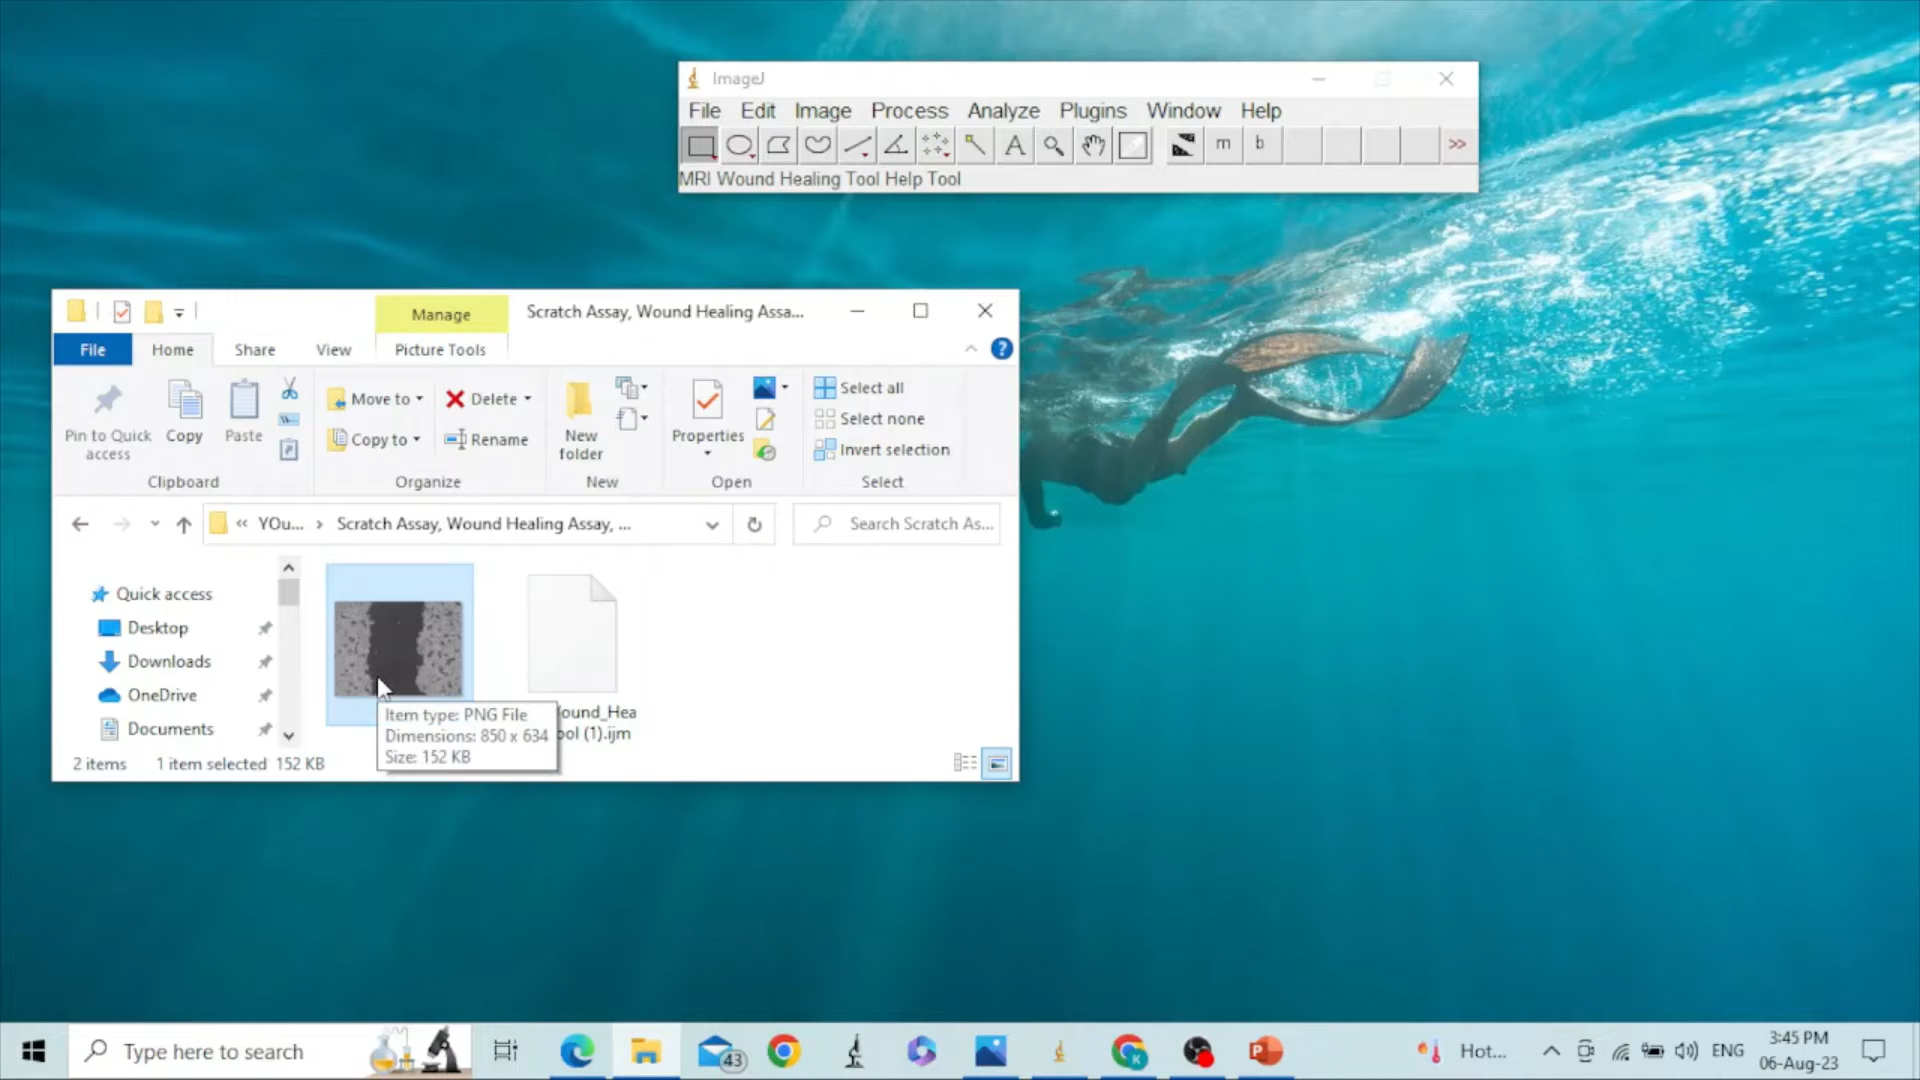 ImageJ
File Edit Image Process Analyze Plugins Window Help
A m b >>
MRI Wound Healing Tool Help Tool
Manage Scratch Assay, Wound Healing Assa...
File Home Share View Picture Tools
Pin to Quick access
Copy
Paste
Clipboard
Move to
Copy to
Delete
Rename
Organize
New folder
New
Properties
Open
Select all
Select none
Invert selection
Select
« YOu... › Scratch Assay, Wound Healing Assay, ...
Search Scratch As...
Quick access
Desktop
Downloads
OneDrive
Documents
ound_Hea
ool (1).ijm
Item type: PNG File
Dimensions: 850 x 634
Size: 152 KB
2 items 1 item selected 152 KB
Type here to search
43
Hot...
ENG
3:45 PM
06-Aug-23